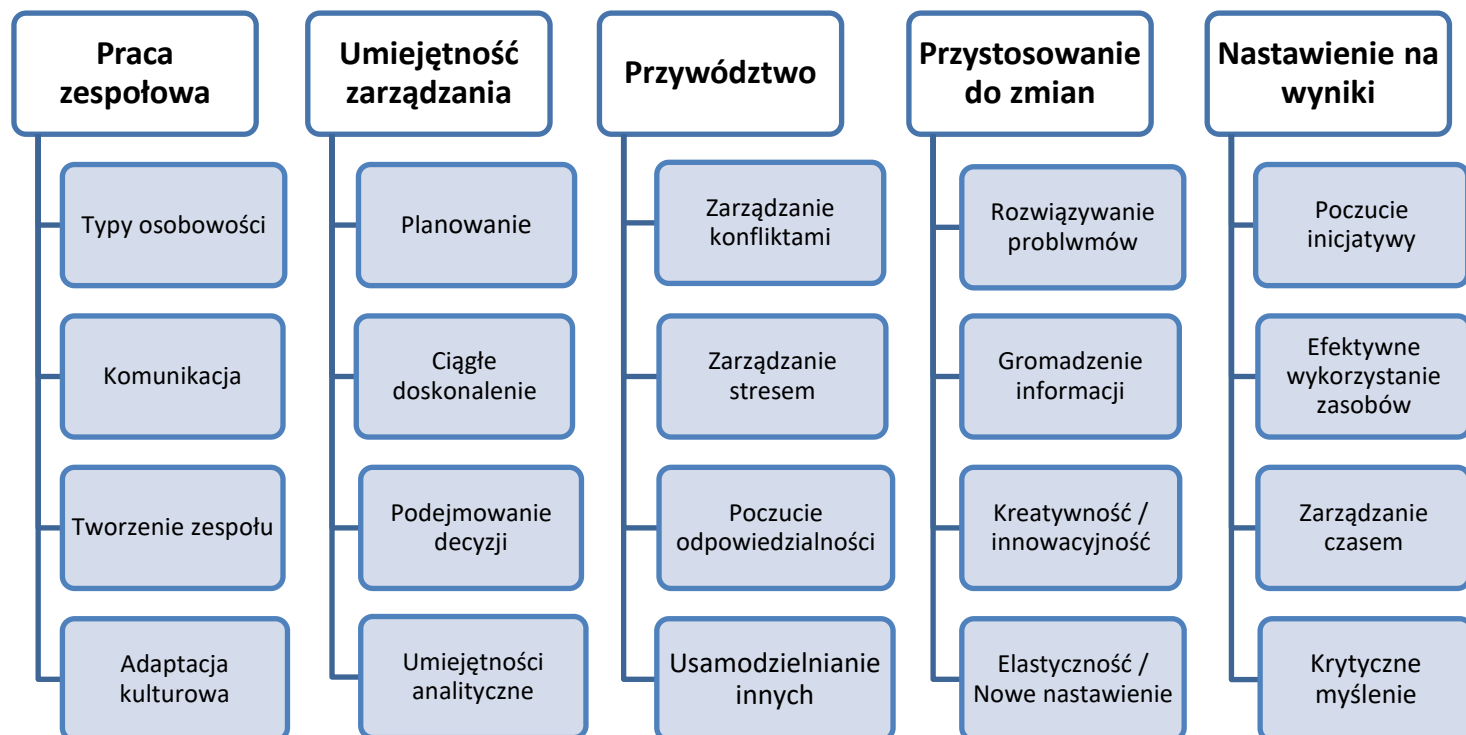 Praca
zespołowa
Typy osobowości
Komunikacja
Tworzenie zespołu
Adaptacja
kulturowa
Umiejętność
zarządzania
Planowanie
Ciągłe
doskonalenie
Podejmowanie
decyzji
Umiejętności
analityczne
Przywództwo
Zarządzanie
konfliktami
Zarządzanie
stresem
Poczucie
odpowiedzialności
Usamodzielnianie
innych
Przystosowanie
do zmian
Rozwiązywanie
problwmów
Gromadzenie
informacji
Kreatywność /
innowacyjność
Elastyczność /
Nowe nastawienie
Nastawienie na
wyniki
Poczucie
inicjatywy
Efektywne
wykorzystanie
zasobów
Zarządzanie
czasem
Krytyczne
myślenie